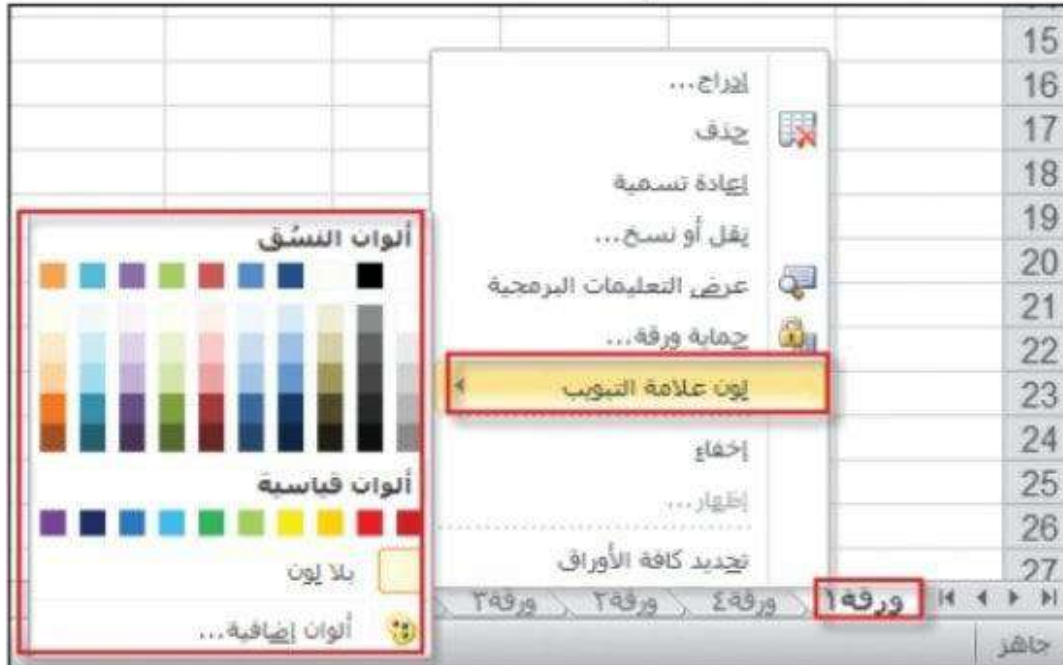 15
16
17
18
19
20
21
22
23
24
25
26
27
إدراج...
حذف
إعادة تسمية
نقل أو نسخ...
عرض التعليمات البرمجية
حماية ورقة...
لون علامة التبويب
إخفاء
إظهار...
تحديد كافة الأوراق
ألوان النسُق
ألوان قياسية
بلا لون
ألوان إضافية...
ورقة١ ورقة٤ ورقة٢ ورقة٣
جاهز